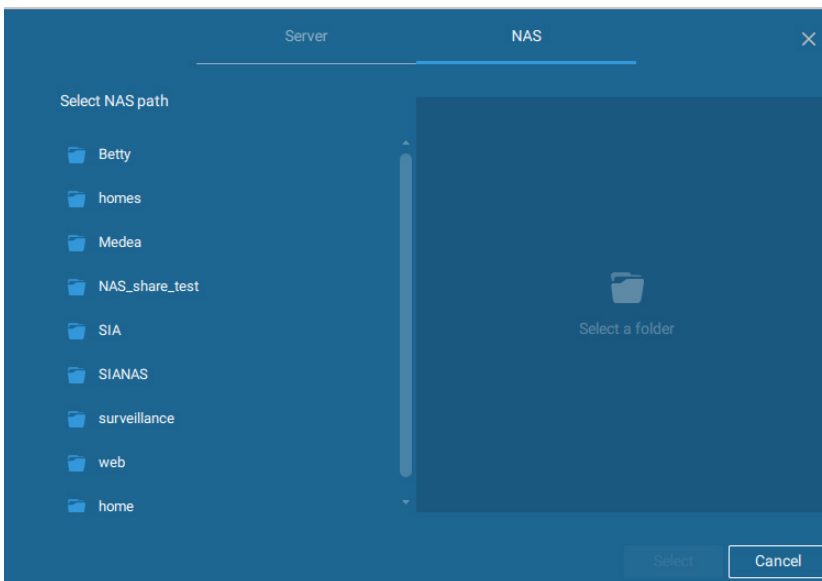 Server
NAS
Select NAS path
Betty
homes
Medea
NAS_share_test
SIA
SIANAS
surveillance
web
home
Select a folder
Select
Cancel